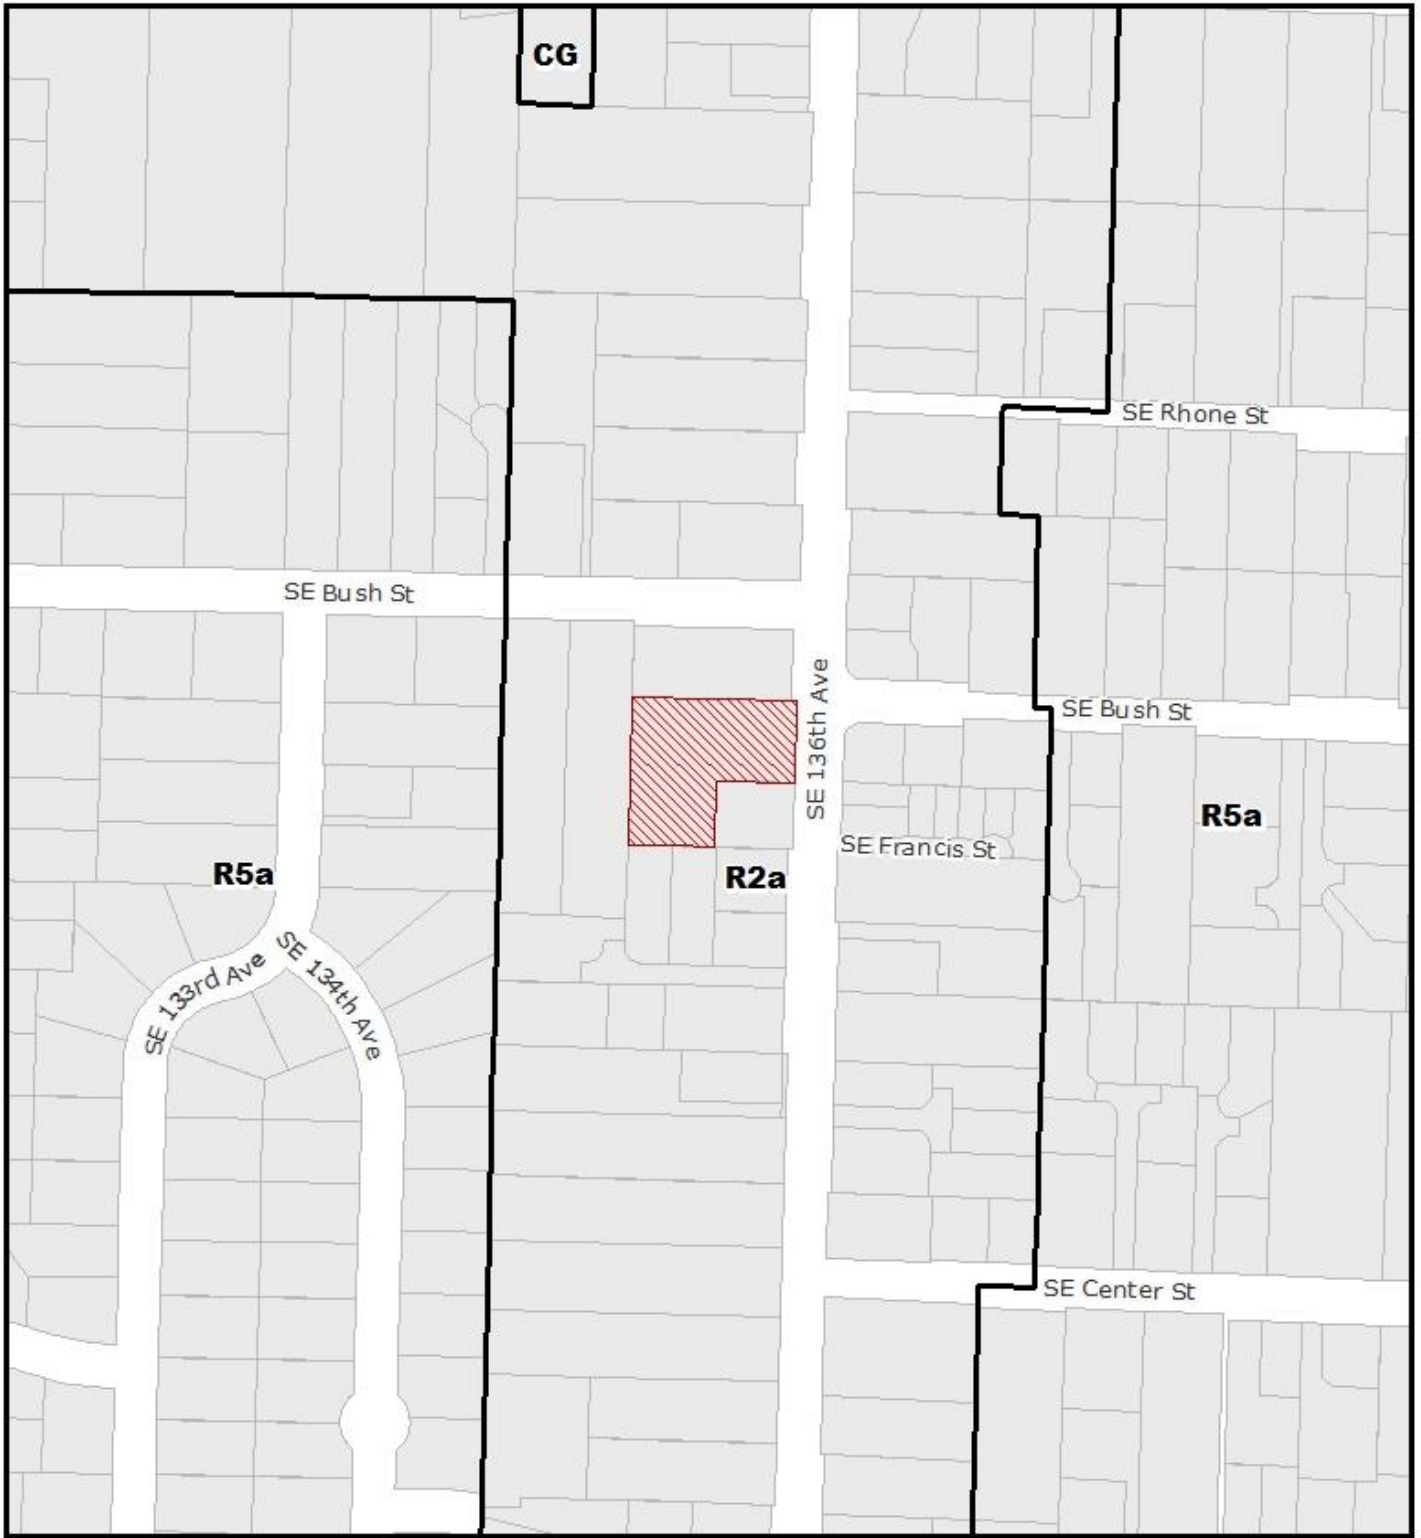 CG
SE Rhone St
SE Bush St
SE 136th Ave
SE Bush St
R5a
SE Francis St
R5a
R2a
SE 133rd Ave
SE 134th Ave
SE Center St